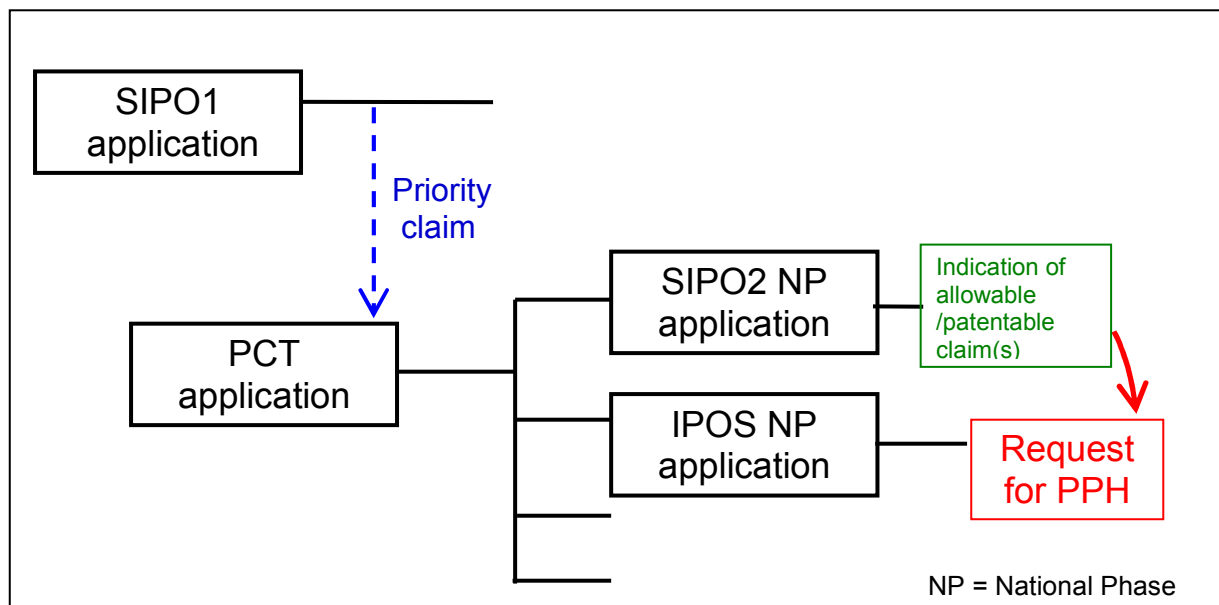 SIPO1
application
Priority
claim
PCT
application
SIPO2 NP
application
Indication of
allowable
/patentable
claim(s)
IPOS NP
application
Request
for PPH
NP = National Phase